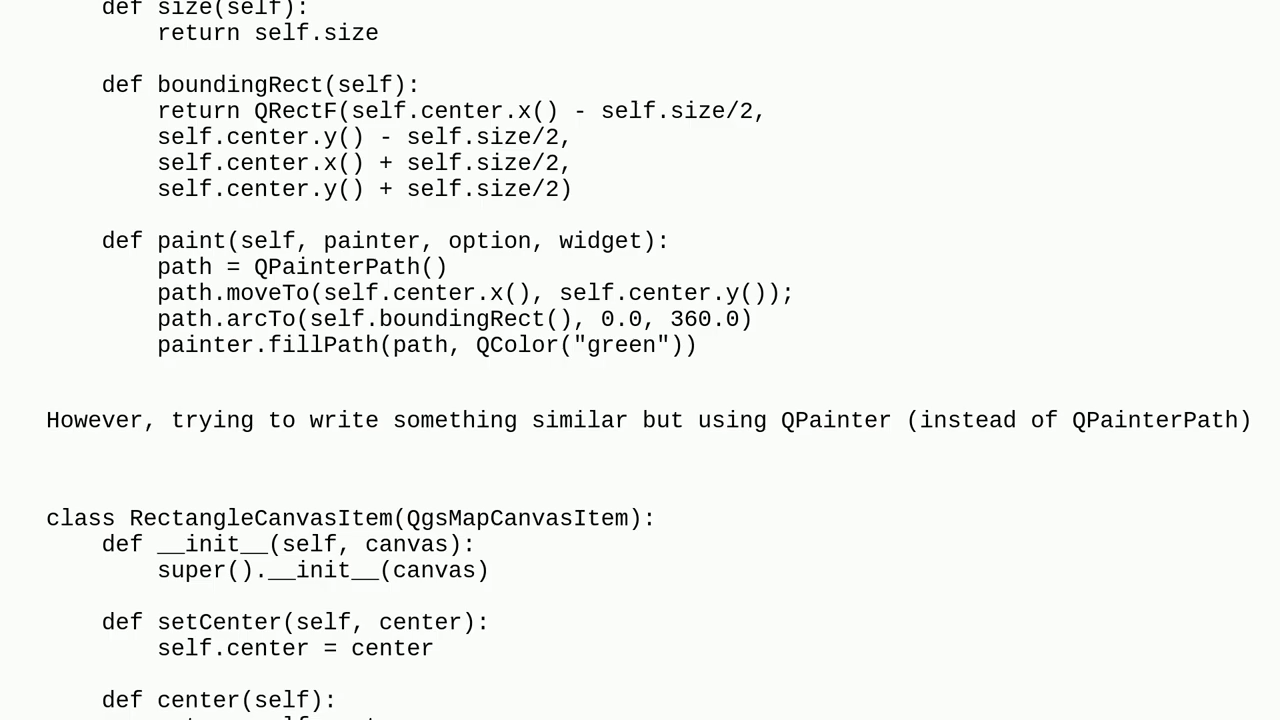 def size(self):
return self.size
def boundingRect(self):
return QRectF(self.center.x() - self.size/2,
self.center.y() - self.size/2,
self.center.x() + self.size/2,
self.center.y() + self.size/2)
def paint(self, painter, option, widget):
path = QPainterPath()
path.moveTo(self.center.x(), self.center.y());
path.arcTo(self.boundingRect(), 0.0, 360.0)
painter.fillPath(path, QColor("green"))
However, trying to write something similar but using QPainter (instead of QPainterPath)
class RectangleCanvasItem(QgsMapCanvasItem):
def __init__(self, canvas):
super().__init__(canvas)
def setCenter(self, center):
self.center = center
def center(self):